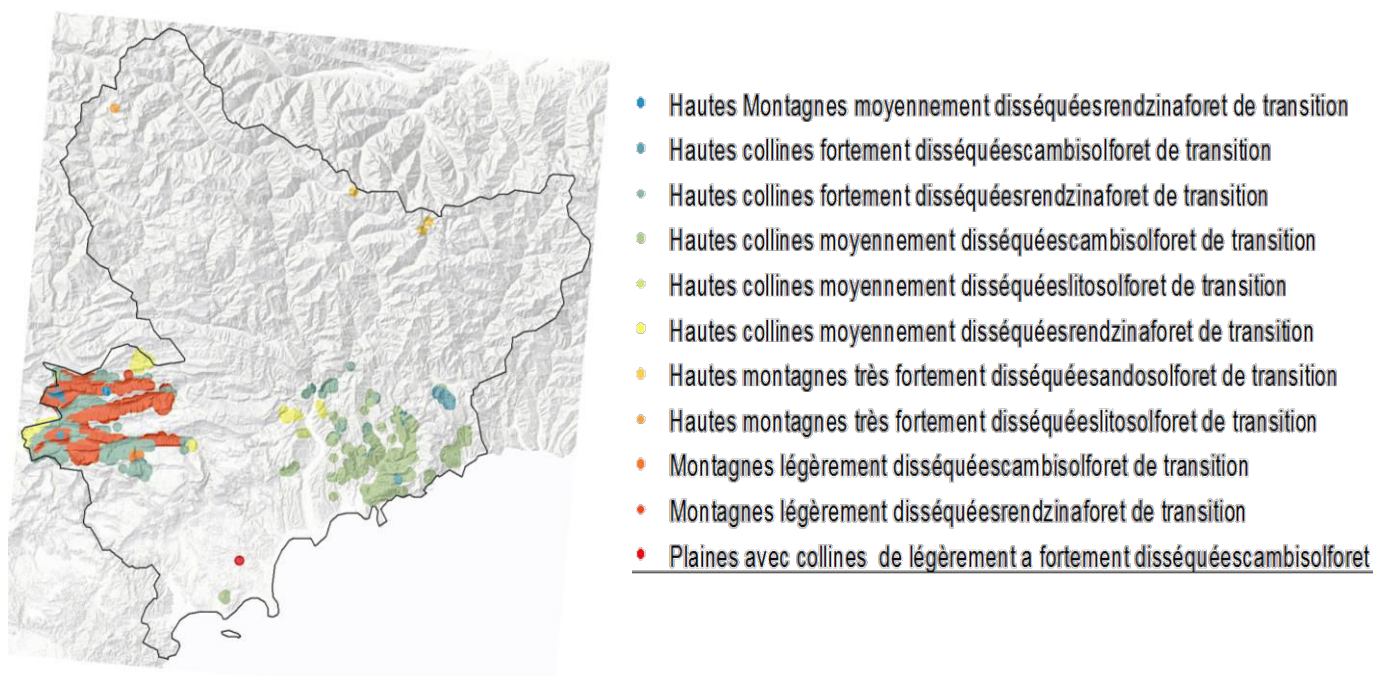 Hautes Montagnes moyennement disséquéesrendzinaforet de transition
Hautes collines fortement disséquéescambisolforet de transition
Hautes collines fortement disséquéesrendzinaforet de transition
Hautes collines moyennement disséquéescambisolforet de transition
Hautes collines moyennement disséquéeslitosolforet de transition
Hautes collines moyennement disséquéesrendzinaforet de transition
Hautes montagnes très fortement disséquéesandosolforet de transition
Hautes montagnes très fortement disséquéeslitosolforet de transition
Montagnes légèrement disséquéescambisolforet de transition
Montagnes légèrement disséquéesrendzinaforet de transition
Plaines avec collines de légèrement a fortement disséquéescambisolforet